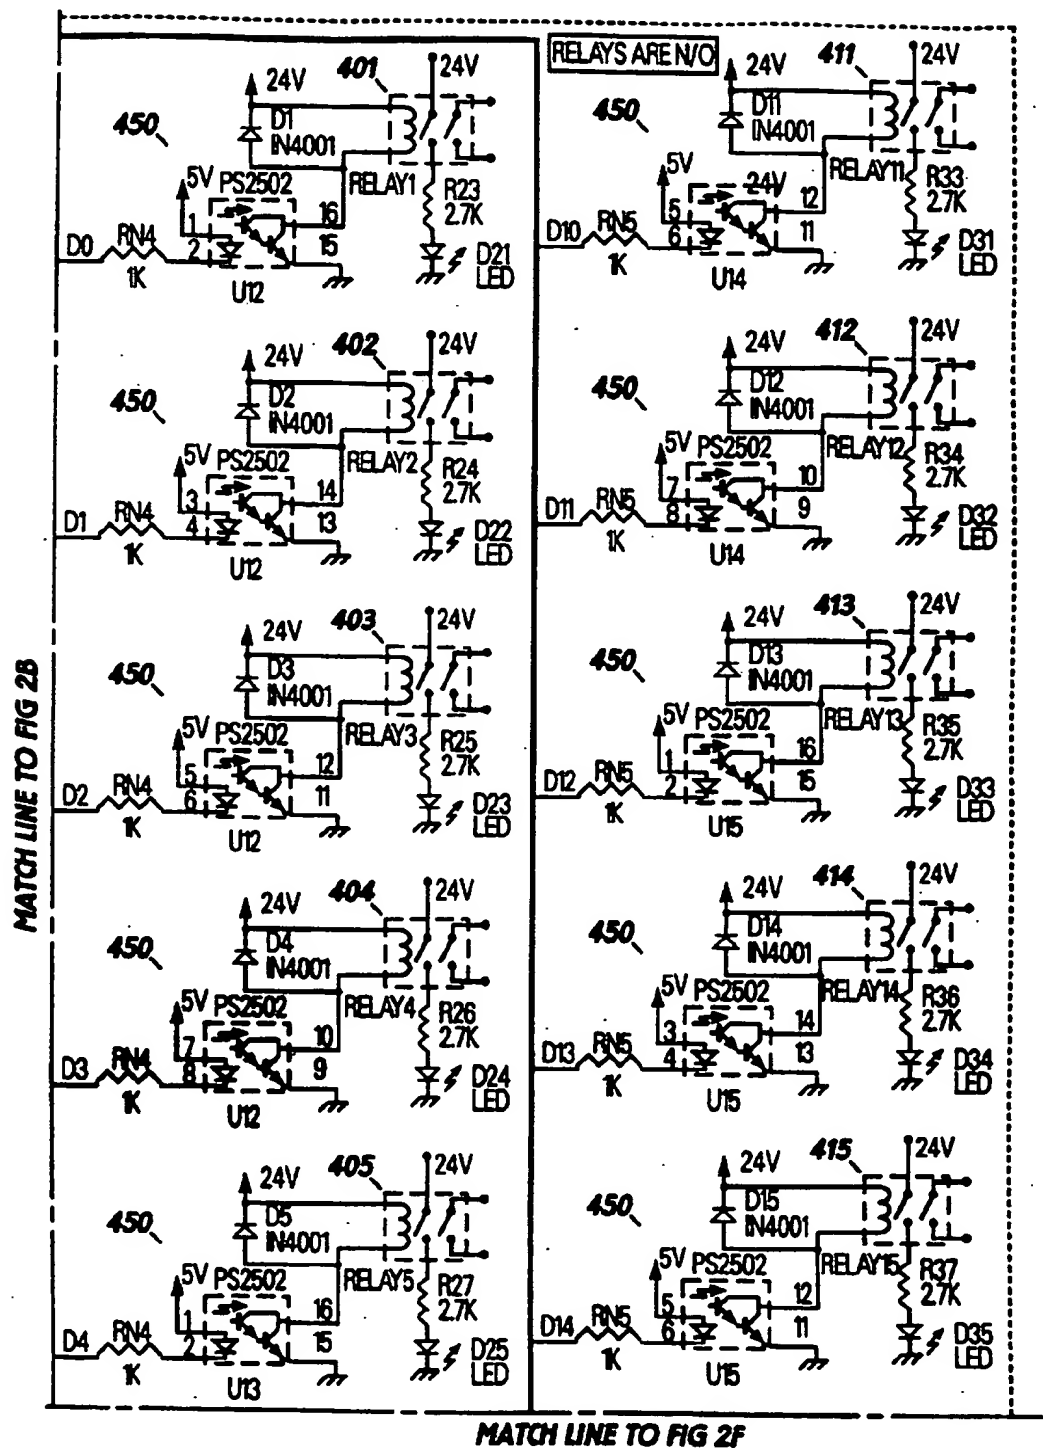 RELAYS ARE N/O
MATCH LINE TO FIG 2B
401
24V
24V
450
D1
IN4001
RELAY1
5V
PS2502
1
2
16
15
D0
RN4
1K
U12
R23
2.7K
D21
LED
402
24V
24V
450
D2
IN4001
RELAY2
5V
PS2502
3
4
14
13
D1
RN4
1K
U12
R24
2.7K
D22
LED
403
24V
24V
450
D3
IN4001
RELAY3
5V
PS2502
5
6
12
11
D2
RN4
1K
U12
R25
2.7K
D23
LED
404
24V
24V
450
D4
IN4001
RELAY4
5V
PS2502
7
8
10
9
D3
RN4
1K
U12
R26
2.7K
D24
LED
405
24V
24V
450
D5
IN4001
RELAY5
5V
PS2502
1
2
16
15
D4
RN4
1K
U13
R27
2.7K
D25
LED
411
24V
24V
450
D11
IN4001
RELAY11
5V
24V
5
6
12
11
D10
RN5
1K
U14
R33
2.7K
D31
LED
412
24V
24V
450
D12
IN4001
RELAY12
5V
PS2502
7
8
10
9
D11
RN5
1K
U14
R34
2.7K
D32
LED
413
24V
24V
450
D13
IN4001
RELAY13
5V
PS2502
1
2
16
15
D12
RN5
1K
U15
R35
2.7K
D33
LED
414
24V
24V
450
D14
IN4001
RELAY14
5V
PS2502
3
4
14
13
D13
RN5
1K
U15
R36
2.7K
D34
LED
415
24V
24V
450
D15
IN4001
RELAY15
5V
PS2502
5
6
12
11
D14
RN5
1K
U15
R37
2.7K
D35
LED
MATCH LINE TO FIG 2F